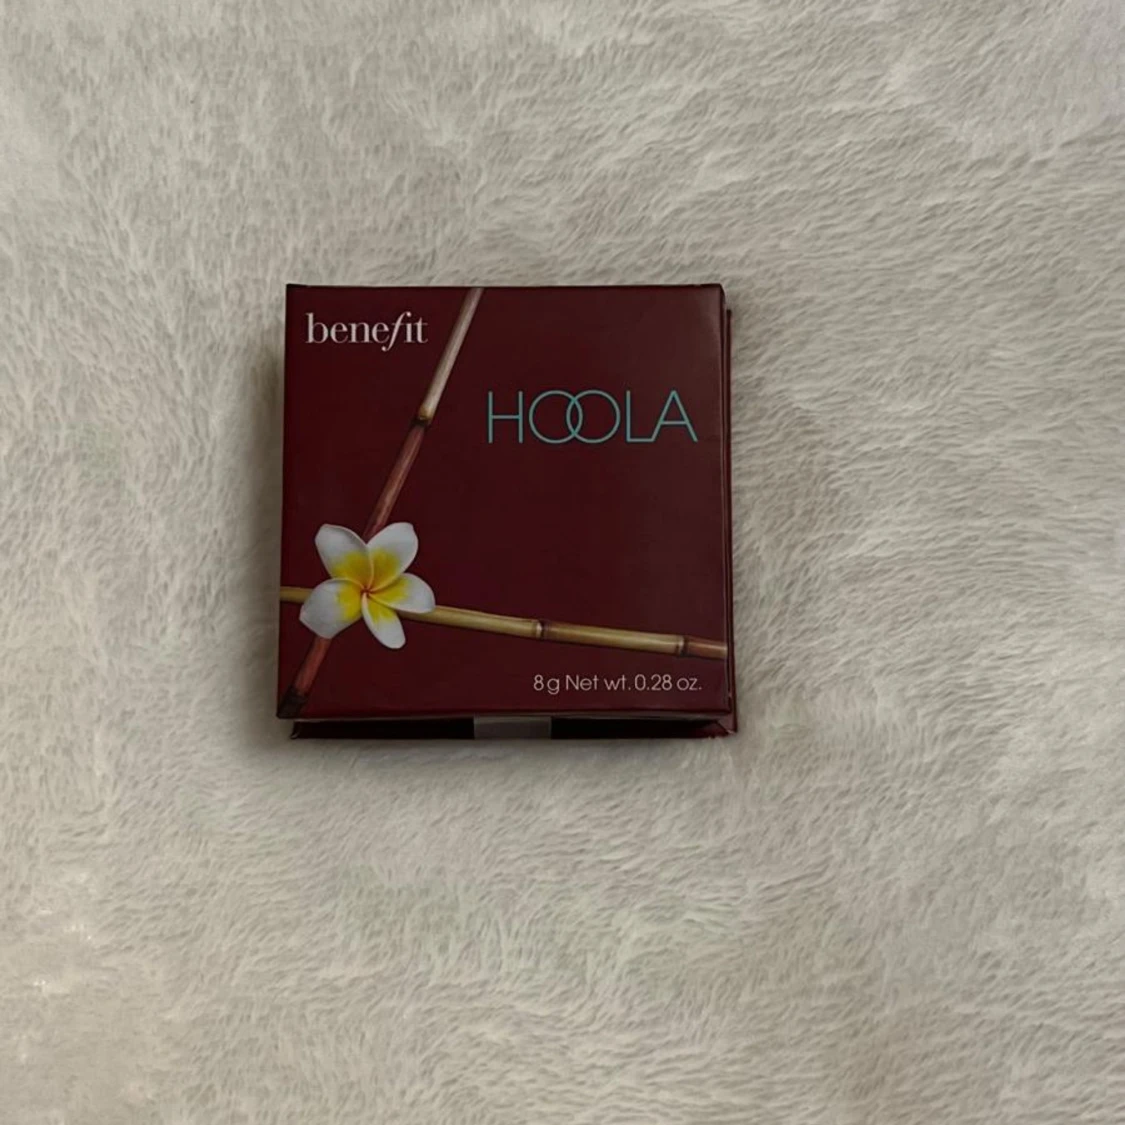 benefit
HOOLA
8g Net wt. 0.28 oz.